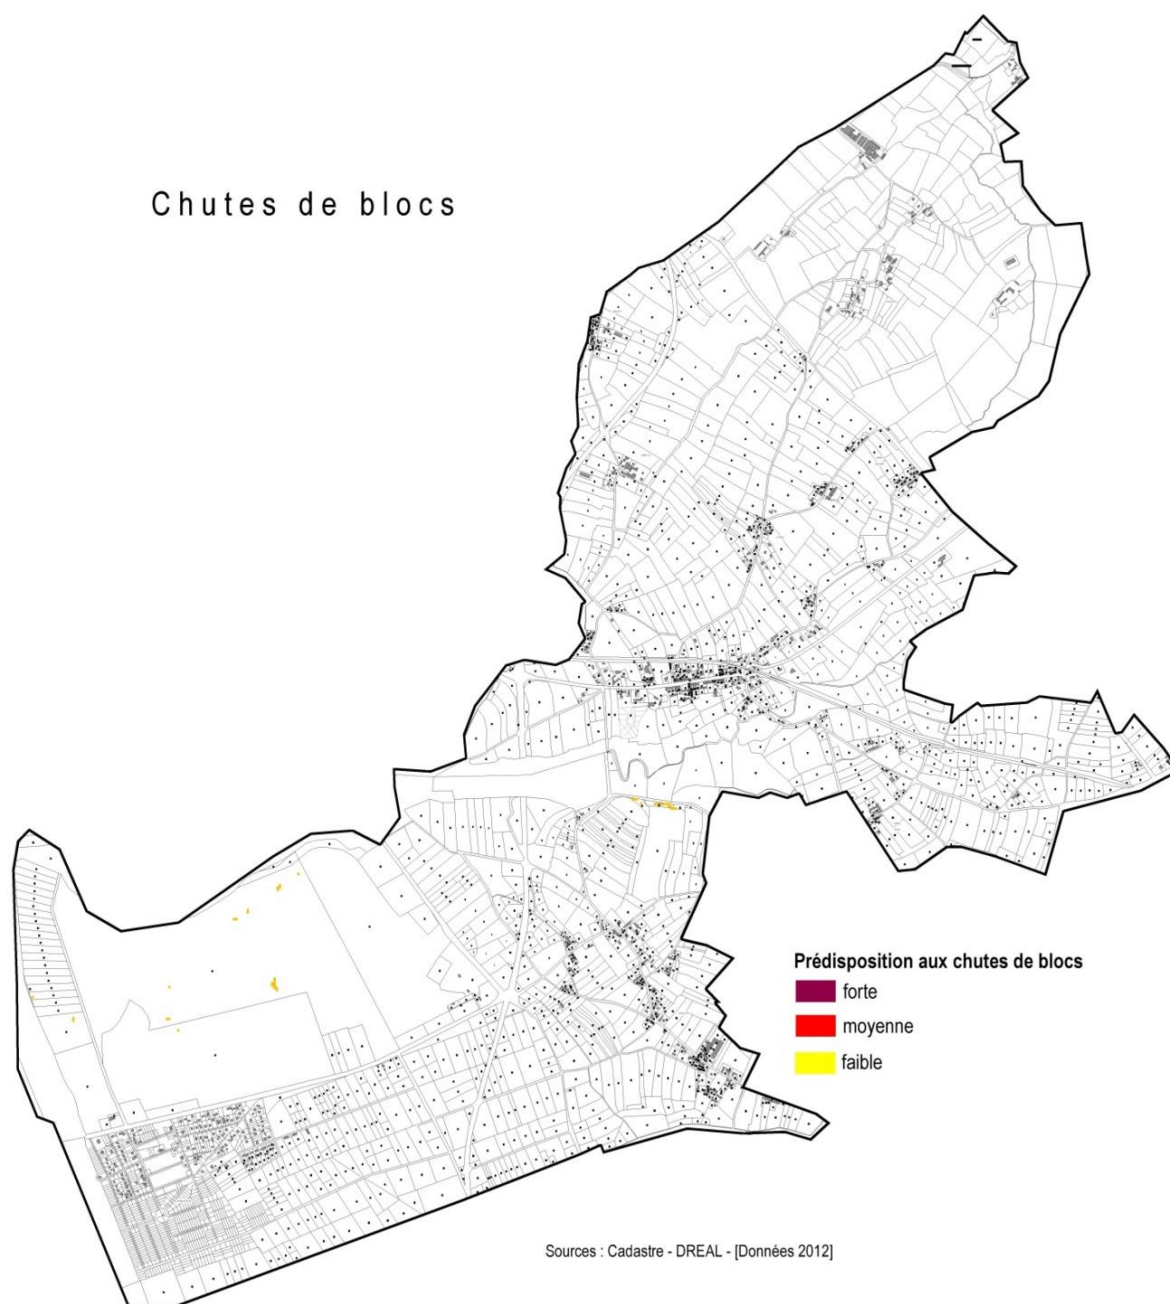 Chutes de blocs
Prédisposition aux chutes de blocs
forte
moyenne
faible
Sources : Cadastre - DREAL - [Données 2012]